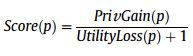 Score(p) = PrivGain(p) / UtilityLoss(p) + 1